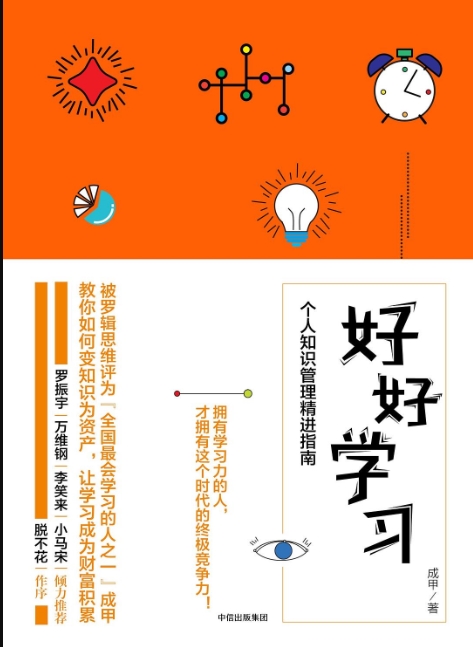 好好学习
个人知识管理精进指南
成甲／著
拥有学习力的人，
才拥有这个时代的终极竞争力！
被罗辑思维评为『全国最会学习的人之一』成甲
教你如何变知识为资产，让学习成为财富积累
罗振宇｜万维钢｜李笑来｜小马宋｜倾力推荐
脱不花｜作序
中信出版集团